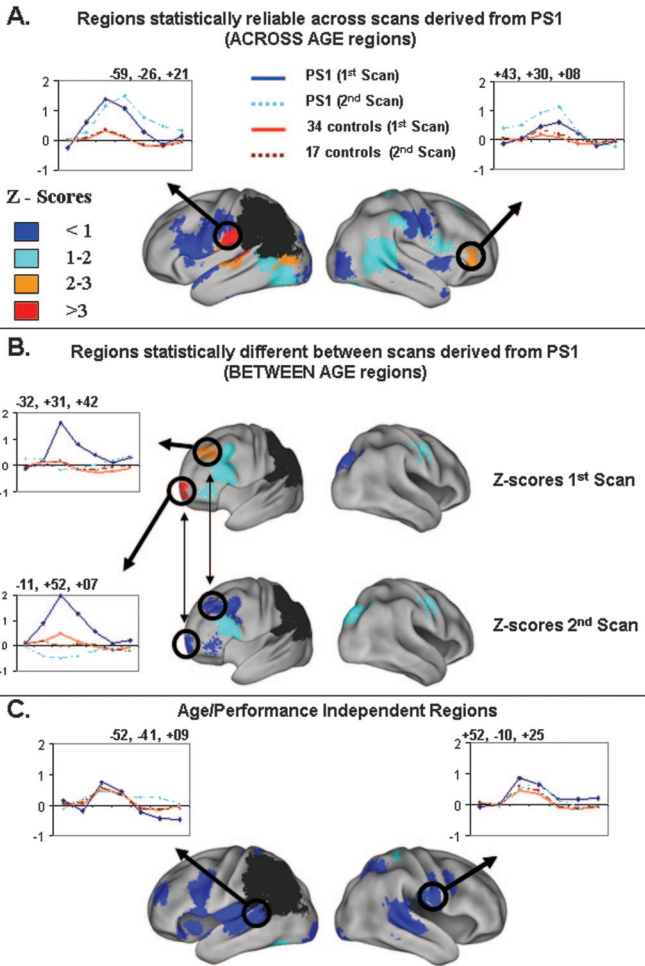 A.
Regions statistically reliable across scans derived from PS1
(ACROSS AGE regions)
-59, -26, +21
2
1
0
-1
PS1 (1st Scan)
PS1 (2nd Scan)
34 controls (1st Scan)
17 controls (2nd Scan)
+43, +30, +08
2
1
0
-1
Z - Scores
< 1
1-2
2-3
>3
B.
Regions statistically different between scans derived from PS1
(BETWEEN AGE regions)
-32, +31, +42
2
1
0
-1
Z-scores 1st Scan
-11, +52, +07
2
1
0
-1
Z-scores 2nd Scan
C.
Age/Performance Independent Regions
-52, -41, +09
2
1
0
-1
+52, -10, +25
2
1
0
-1